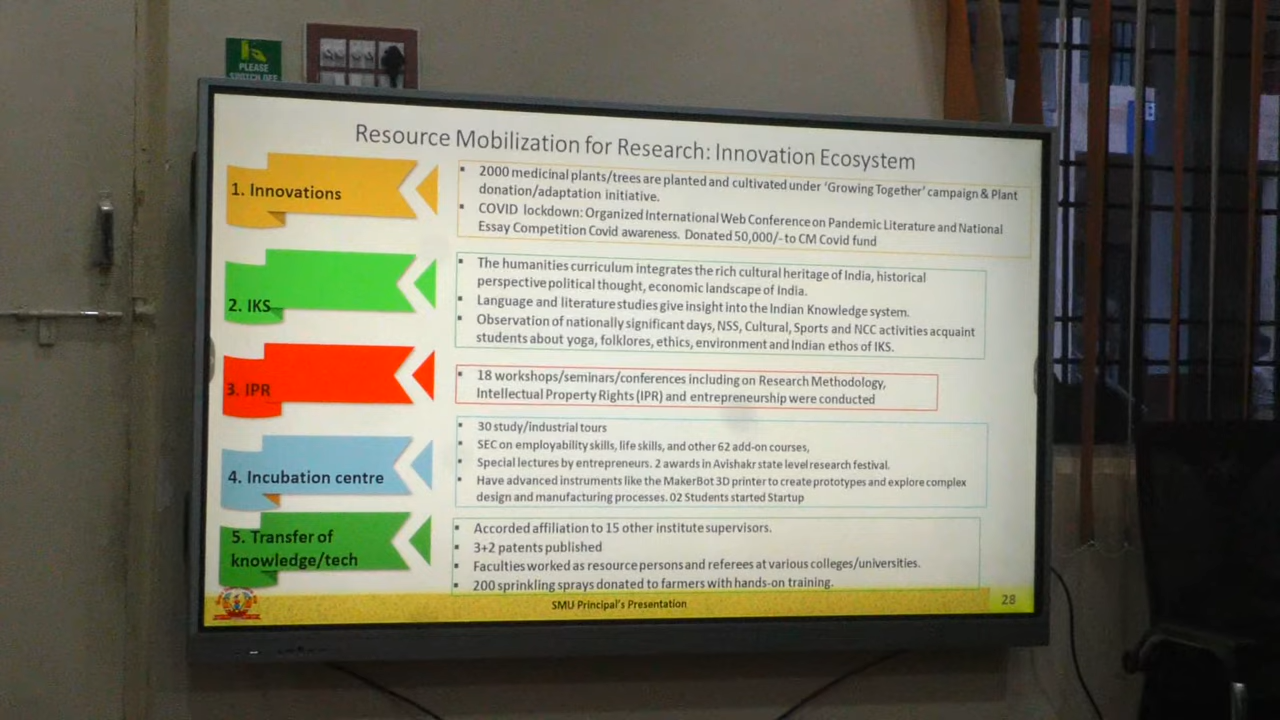 PLEASE
SWITCH OFF
Resource Mobilization for Research: Innovation Ecosystem
1. Innovations
▪ 2000 medicinal plants/trees are planted and cultivated under ‘Growing Together’ campaign & Plant
donation/adaptation initiative.
▪ COVID lockdown: Organized International Web Conference on Pandemic Literature and National
Essay Competition Covid awareness. Donated 50,000/- to CM Covid fund
2. IKS
▪ The humanities curriculum integrates the rich cultural heritage of India, historical
perspective political thought, economic landscape of India.
▪ Language and literature studies give insight into the Indian Knowledge system.
▪ Observation of nationally significant days, NSS, Cultural, Sports and NCC activities acquaint
students about yoga, folklores, ethics, environment and Indian ethos of IKS.
3. IPR
▪ 18 workshops/seminars/conferences including on Research Methodology,
Intellectual Property Rights (IPR) and entrepreneurship were conducted
4. Incubation centre
▪ 30 study/industrial tours
▪ SEC on employability skills, life skills, and other 62 add-on courses,
▪ Special lectures by entrepreneurs. 2 awards in Avishakr state level research festival.
▪ Have advanced instruments like the MakerBot 3D printer to create prototypes and explore complex
design and manufacturing processes. 02 Students started Startup
5. Transfer of
knowledge/tech
▪ Accorded affiliation to 15 other institute supervisors.
▪ 3+2 patents published
▪ Faculties worked as resource persons and referees at various colleges/universities.
▪ 200 sprinkling sprays donated to farmers with hands-on training.
SMU Principal's Presentation
28